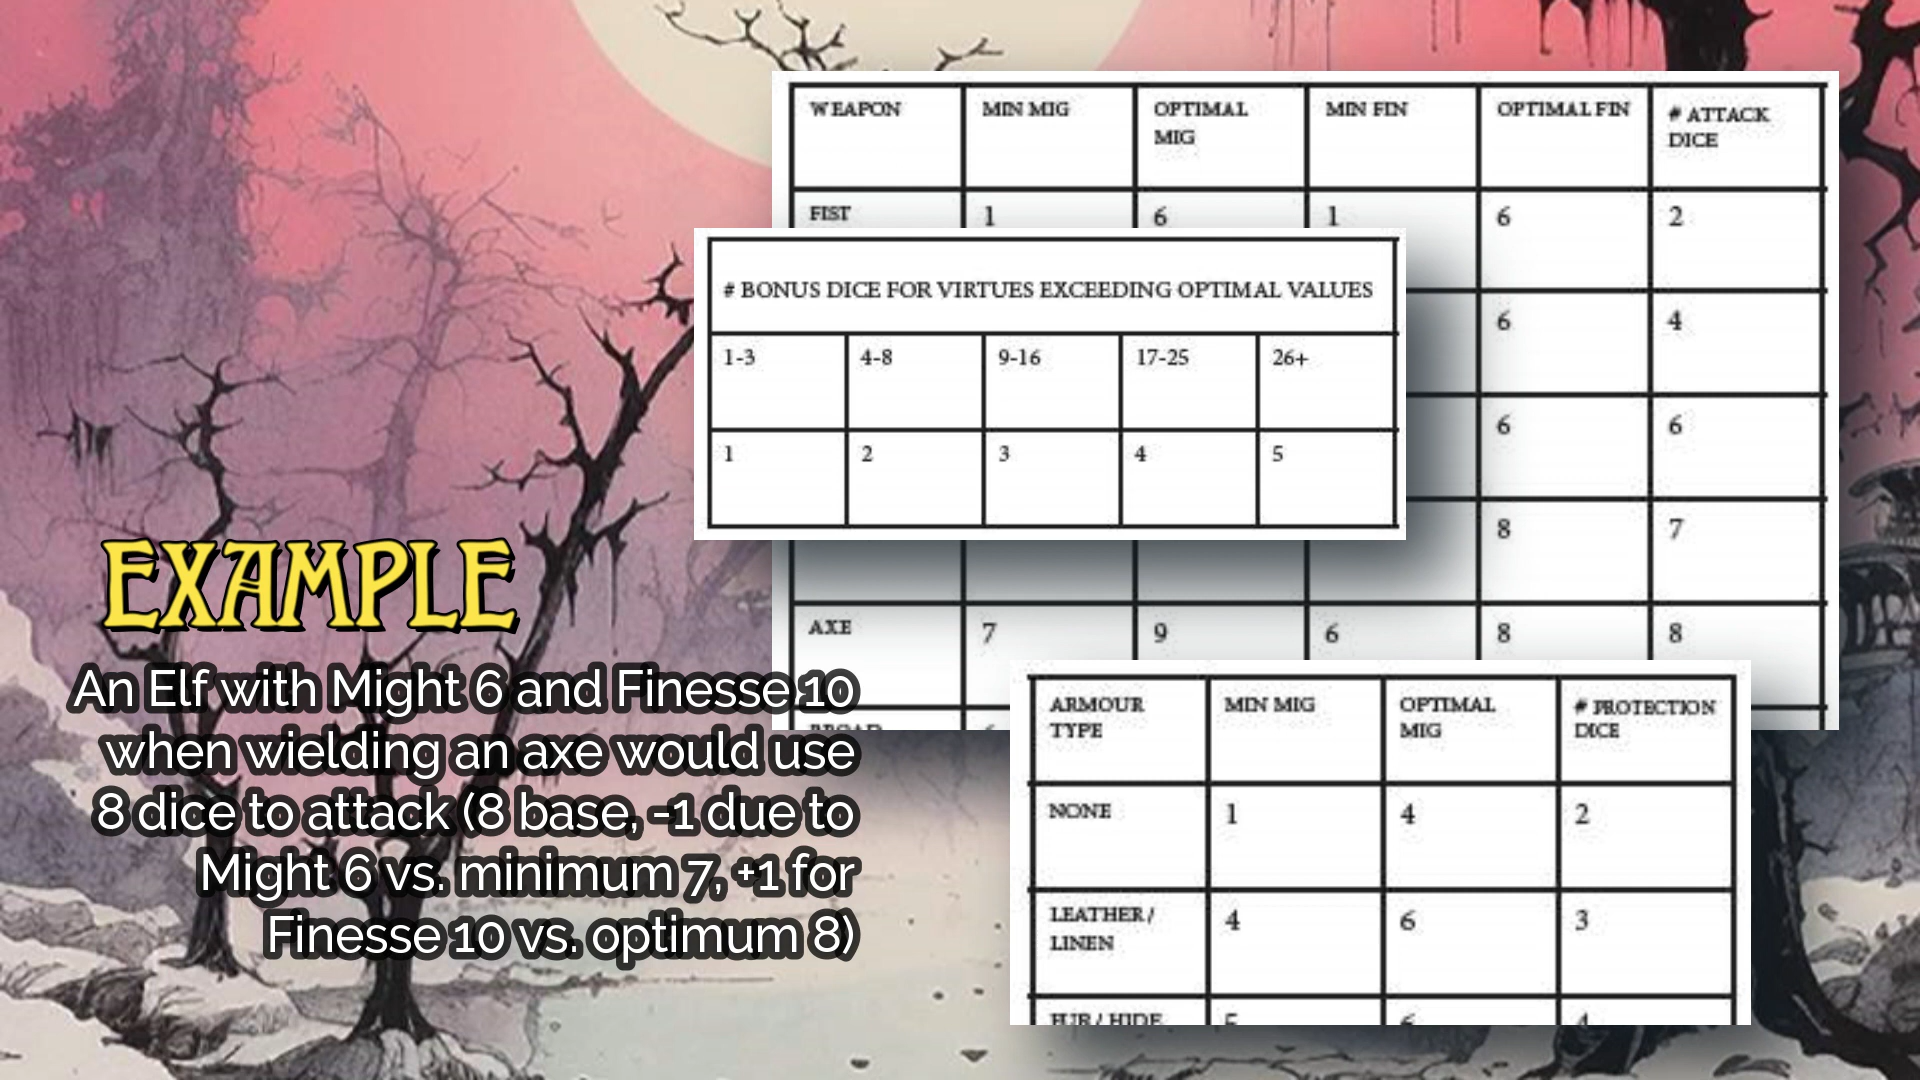 WEAPON MIN MIG OPTIMAL MIG MIN FIN OPTIMAL FIN # ATTACK DICE
FIST 1 6 1 6 2
6 4
6 6
8 7
AXE 7 9 6 8 8
# BONUS DICE FOR VIRTUES EXCEEDING OPTIMAL VALUES
1-3 4-8 9-16 17-25 26+
1 2 3 4 5
EXAMPLE
An Elf with Might 6 and Finesse 10
when wielding an axe would use
8 dice to attack (8 base, -1 due to
Might 6 vs. minimum 7, +1 for
Finesse 10 vs. optimum 8)
ARMOUR TYPE MIN MIG OPTIMAL MIG # PROTECTION DICE
NONE 1 4 2
LEATHER / LINEN 4 6 3
FUR / HIDE 5 6 4